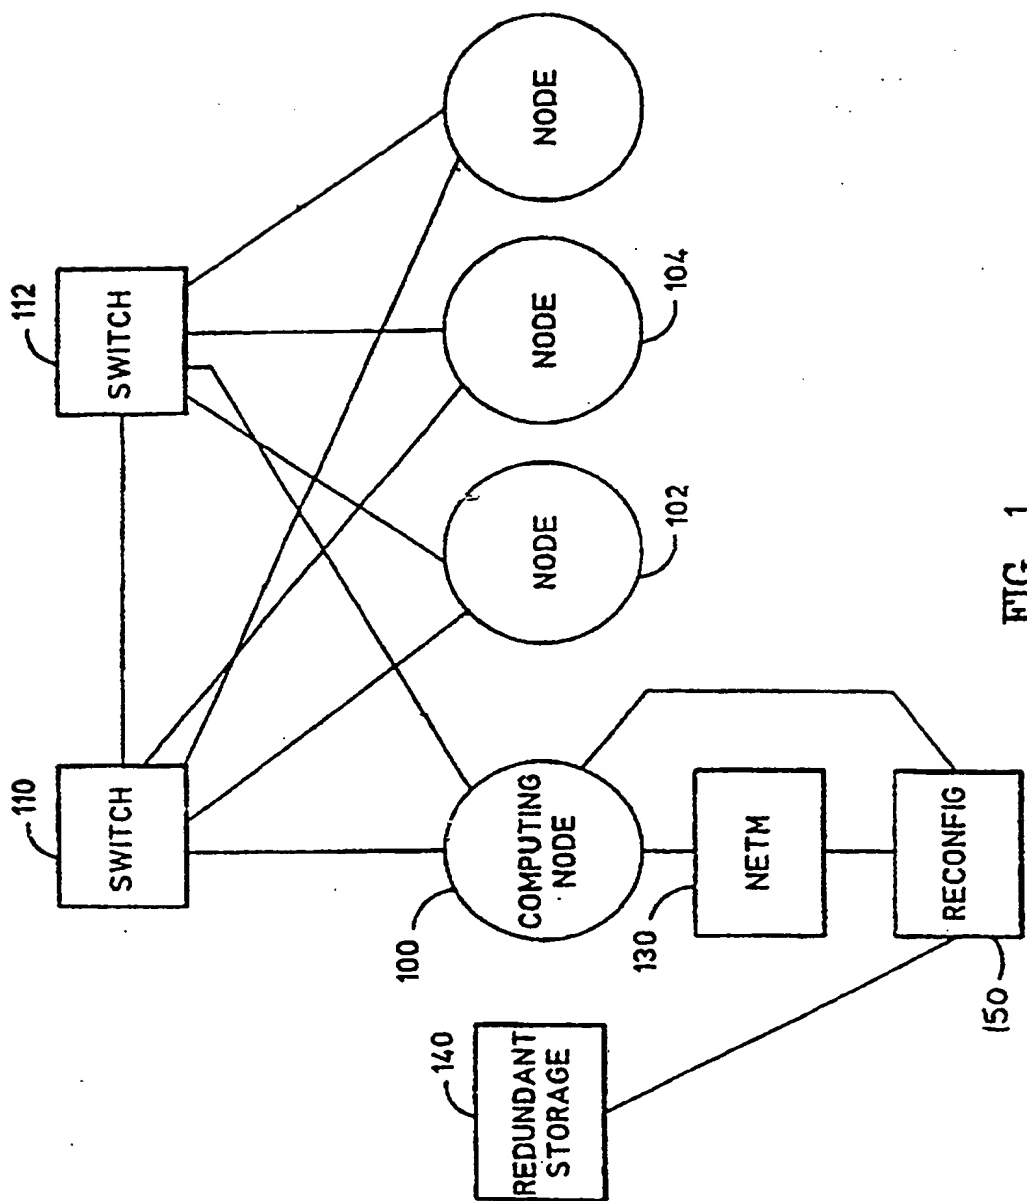 110
SWITCH
112
SWITCH
140
REDUNDANT
STORAGE
100
COMPUTING
NODE
NODE
102
NODE
104
NODE
130
NETM
150
RECONFIG
FIG. 1